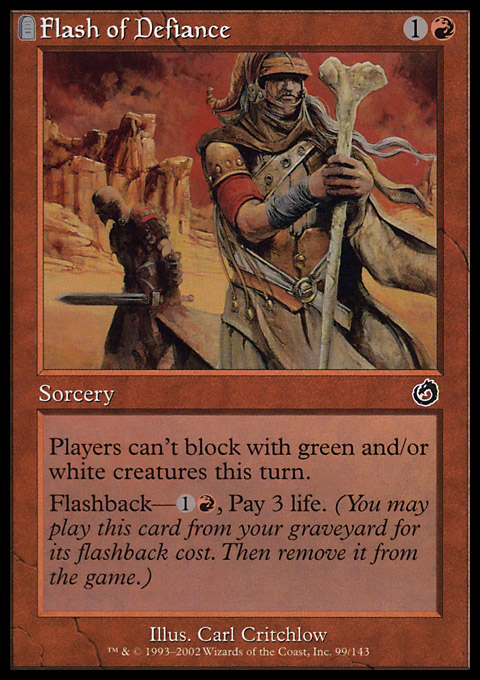 Flash of Defiance 1
Sorcery
Players can't block with green and/or
white creatures this turn.
Flashback—1, Pay 3 life. (You may
play this card from your graveyard for
its flashback cost. Then remove it from
the game.)
Illus. Carl Critchlow
™ & © 1993–2002 Wizards of the Coast, Inc. 99/143